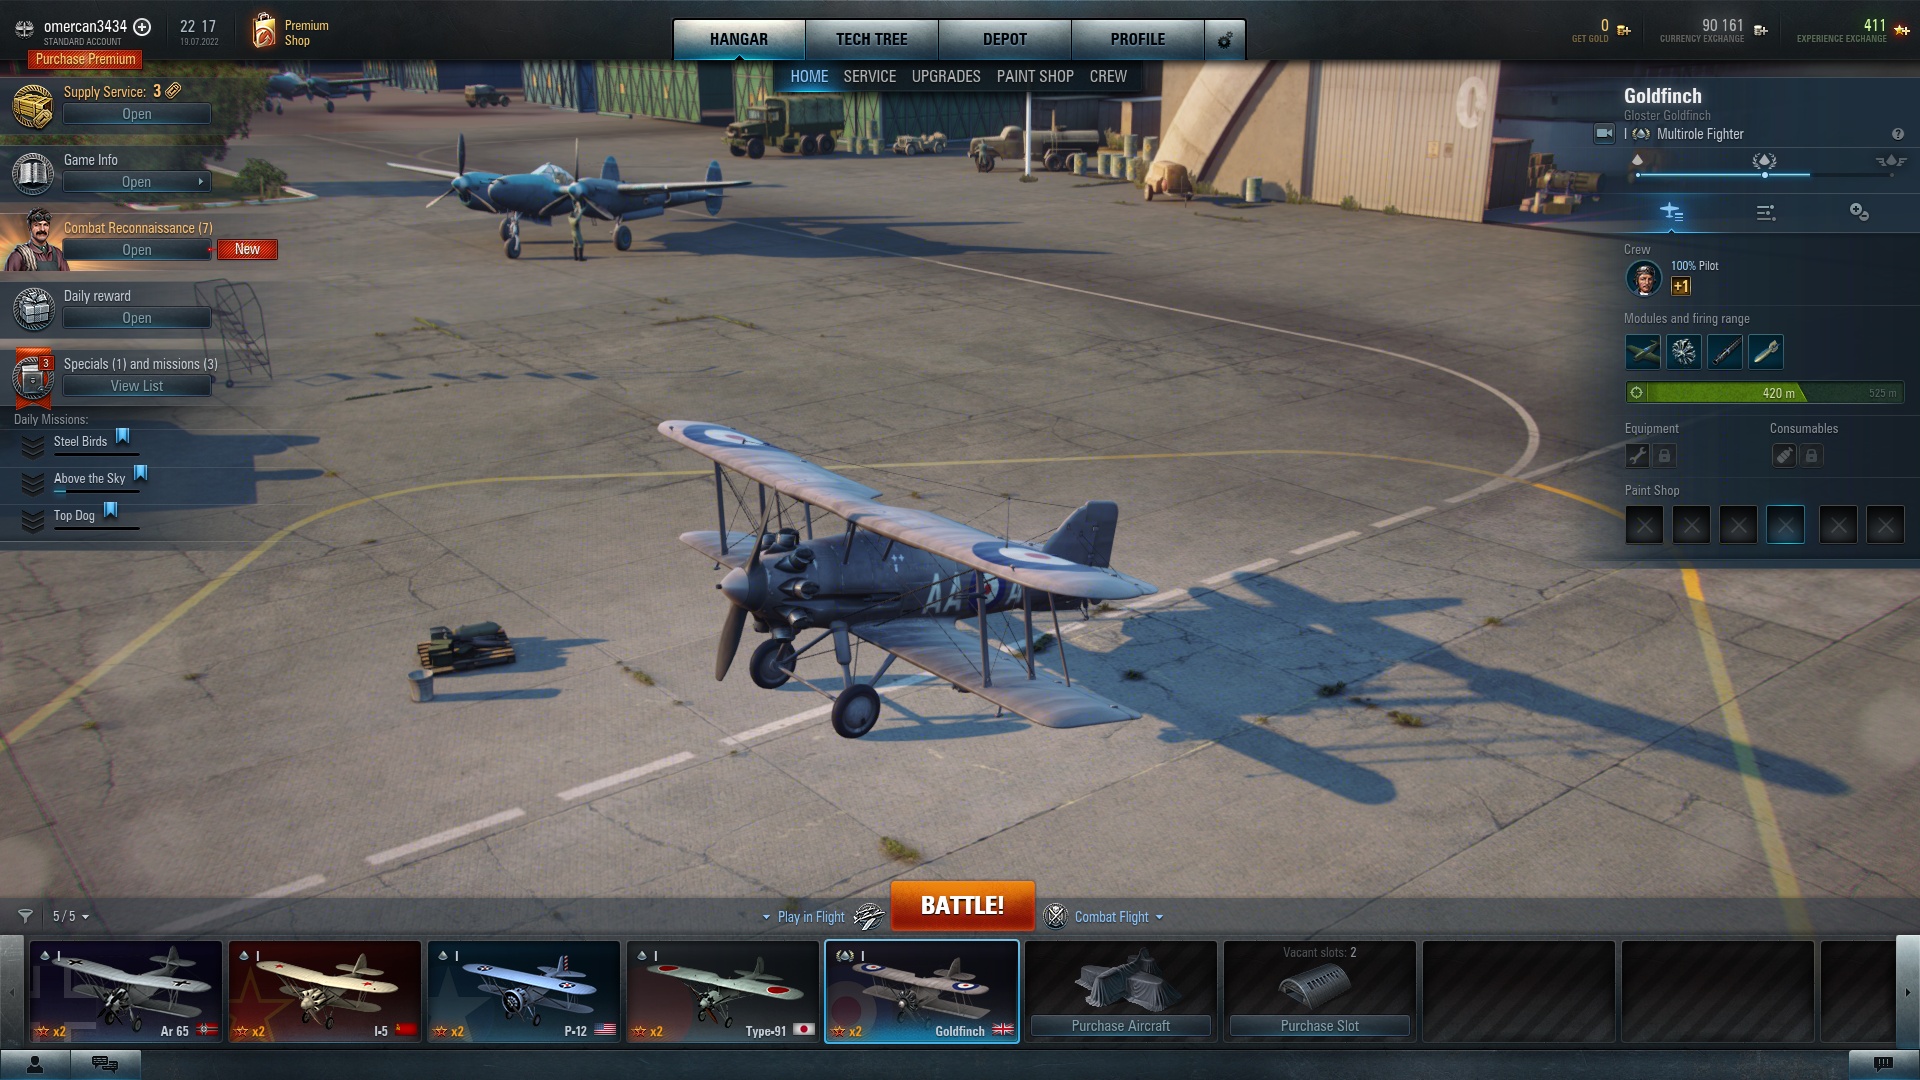 omercan3434
STANDARD ACCOUNT
Purchase Premium
22 17
19.07.2022
Premium
Shop
HANGAR
TECH TREE
DEPOT
PROFILE
0
GET GOLD
90 161
CURRENCY EXCHANGE
411
EXPERIENCE EXCHANGE
HOME
SERVICE
UPGRADES
PAINT SHOP
CREW
Supply Service: 3
Open
Game Info
Open
Combat Reconnaissance (7)
Open
New
Daily reward
Open
3
Specials (1) and missions (3)
View List
Daily Missions:
Steel Birds
Above the Sky
Top Dog
Goldfinch
Gloster Goldfinch
I Multirole Fighter
?
Crew
100% Pilot
+1
Modules and firing range
420 m
525 m
Equipment
Consumables
Paint Shop
AA A
5/5
Play in Flight
BATTLE!
Combat Flight
I
x2
Ar 65
I
x2
I-5
I
x2
P-12
I
x2
Type-91
I
x2
Goldfinch
Purchase Aircraft
Vacant slots: 2
Purchase Slot